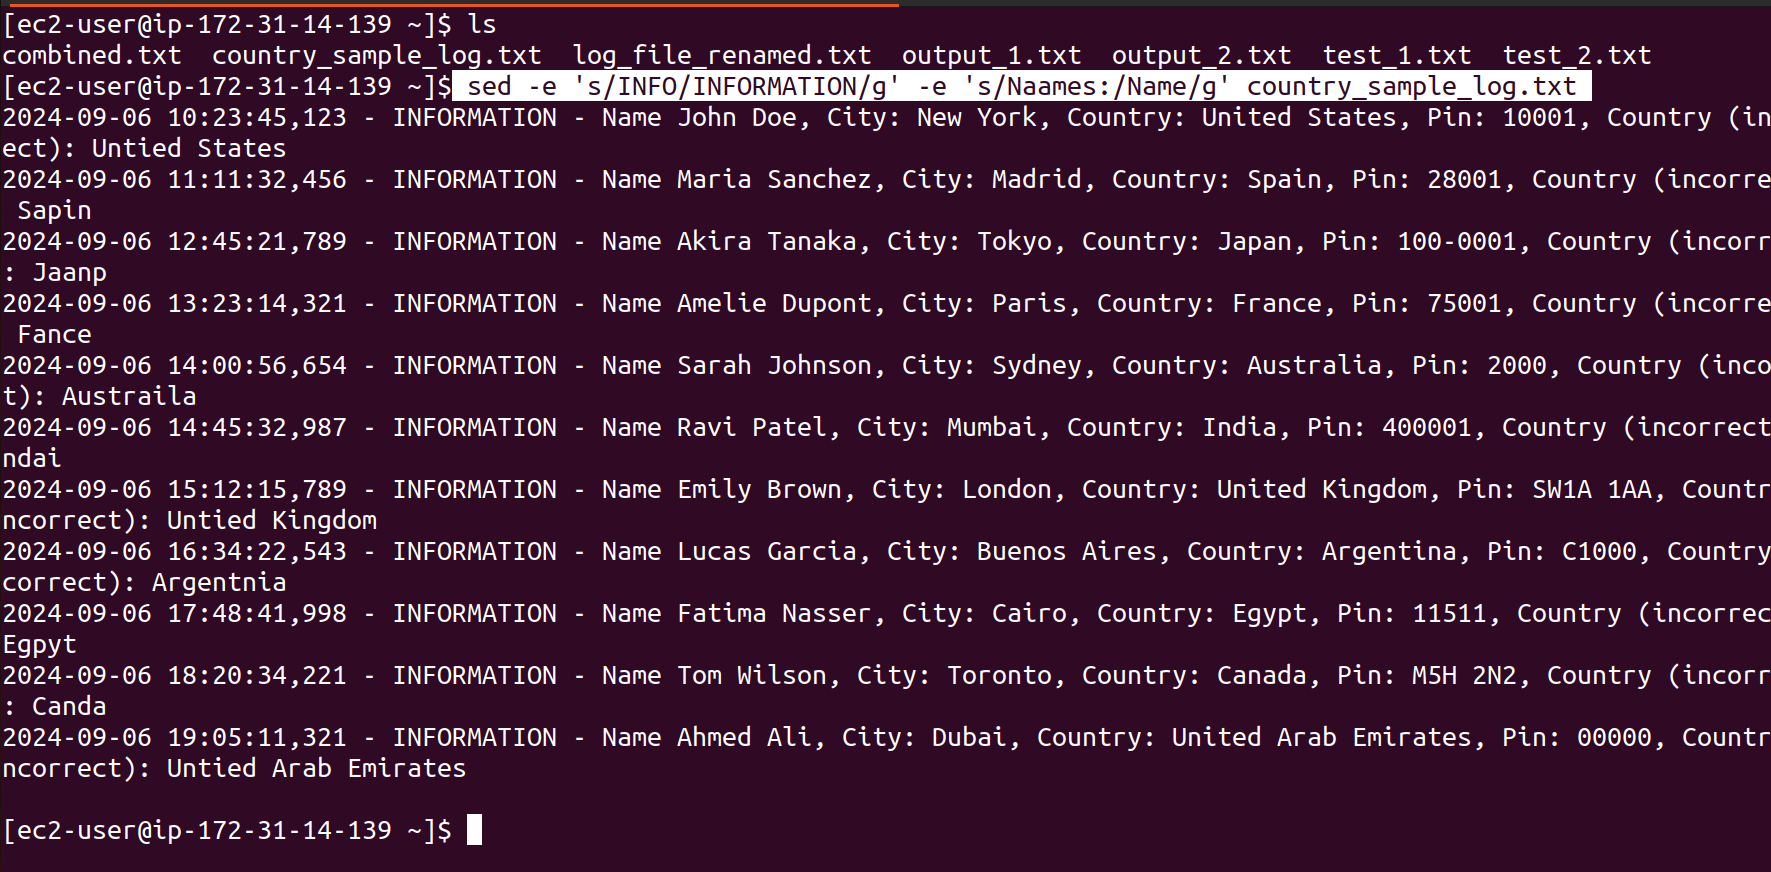 [ec2-user@ip-172-31-14-139 ~]$ ls
combined.txt  country_sample_log.txt  log_file_renamed.txt  output_1.txt  output_2.txt  test_1.txt  test_2.txt
[ec2-user@ip-172-31-14-139 ~]$ sed -e 's/INFO/INFORMATION/g' -e 's/Naames:/Name/g' country_sample_log.txt
2024-09-06 10:23:45,123 - INFORMATION - Name John Doe, City: New York, Country: United States, Pin: 10001, Country (in
ect): Untied States
2024-09-06 11:11:32,456 - INFORMATION - Name Maria Sanchez, City: Madrid, Country: Spain, Pin: 28001, Country (incorre
 Sapin
2024-09-06 12:45:21,789 - INFORMATION - Name Akira Tanaka, City: Tokyo, Country: Japan, Pin: 100-0001, Country (incorr
: Jaanp
2024-09-06 13:23:14,321 - INFORMATION - Name Amelie Dupont, City: Paris, Country: France, Pin: 75001, Country (incorre
 Fance
2024-09-06 14:00:56,654 - INFORMATION - Name Sarah Johnson, City: Sydney, Country: Australia, Pin: 2000, Country (inco
t): Austraila
2024-09-06 14:45:32,987 - INFORMATION - Name Ravi Patel, City: Mumbai, Country: India, Pin: 400001, Country (incorrect
ndai
2024-09-06 15:12:15,789 - INFORMATION - Name Emily Brown, City: London, Country: United Kingdom, Pin: SW1A 1AA, Countr
ncorrect): Untied Kingdom
2024-09-06 16:34:22,543 - INFORMATION - Name Lucas Garcia, City: Buenos Aires, Country: Argentina, Pin: C1000, Country
correct): Argentnia
2024-09-06 17:48:41,998 - INFORMATION - Name Fatima Nasser, City: Cairo, Country: Egypt, Pin: 11511, Country (incorrec
Egpyt
2024-09-06 18:20:34,221 - INFORMATION - Name Tom Wilson, City: Toronto, Country: Canada, Pin: M5H 2N2, Country (incorr
: Canda
2024-09-06 19:05:11,321 - INFORMATION - Name Ahmed Ali, City: Dubai, Country: United Arab Emirates, Pin: 00000, Countr
ncorrect): Untied Arab Emirates
[ec2-user@ip-172-31-14-139 ~]$